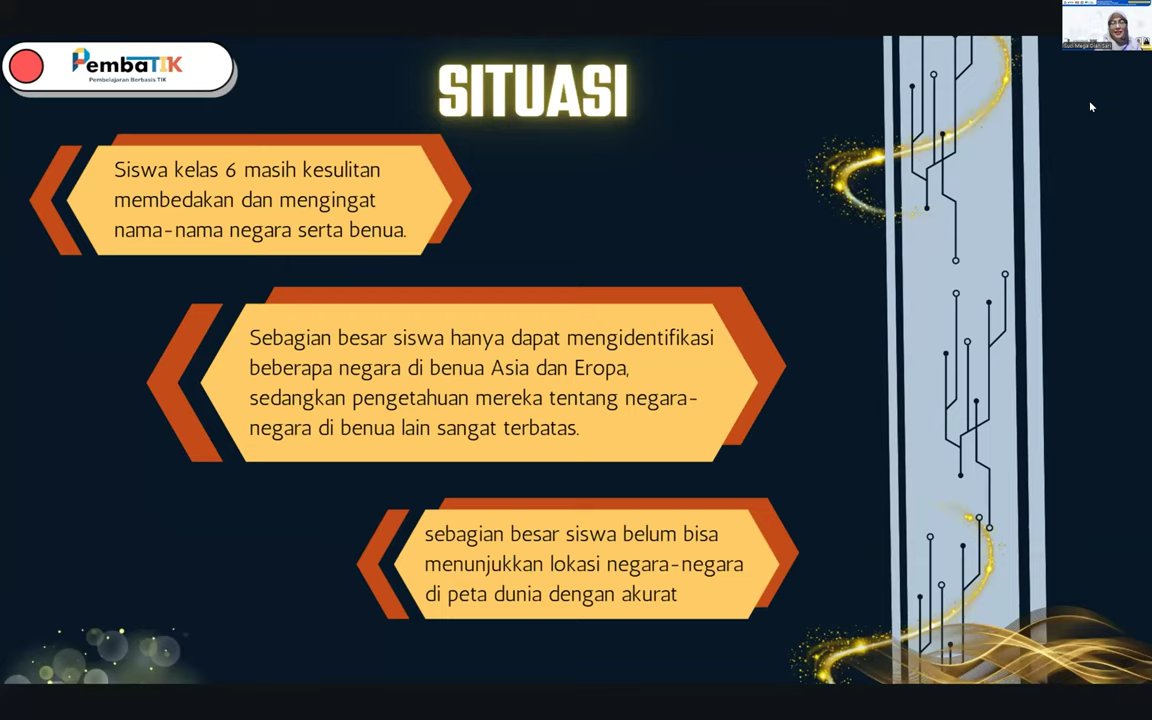 PembaTIK
Pembelajaran Berbasis TIK
SITUASI
Siswa kelas 6 masih kesulitan
membedakan dan mengingat
nama-nama negara serta benua.
Sebagian besar siswa hanya dapat mengidentifikasi
beberapa negara di benua Asia dan Eropa,
sedangkan pengetahuan mereka tentang negara-
negara di benua lain sangat terbatas.
sebagian besar siswa belum bisa
menunjukkan lokasi negara-negara
di peta dunia dengan akurat